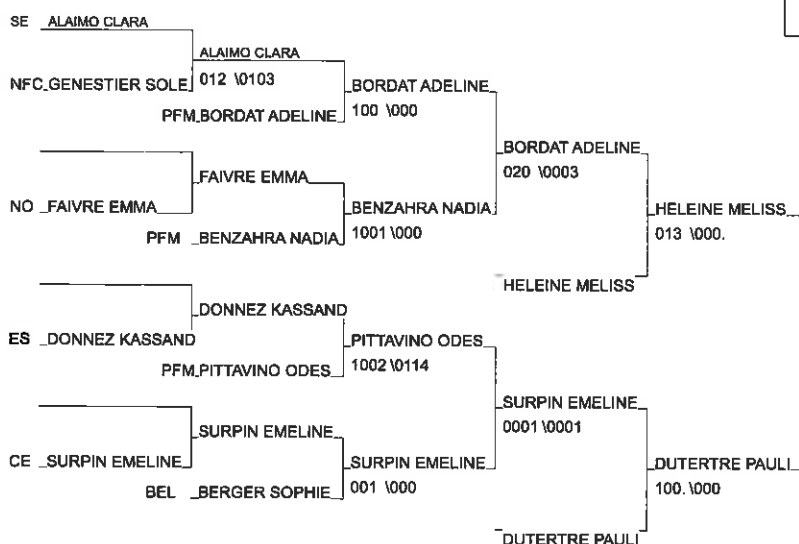 SE ALAIMO CLARA
ALAIMO CLARA
NFC GENESTIER SOLE 012 \0103
BORDAT ADELINE
PFM BORDAT ADELINE 100 \000
BORDAT ADELINE
020 \0003
FAIVRE EMMA
NO FAIVRE EMMA
BENZAHRA NADIA
HELEINE MELISS
PFM BENZAHRA NADIA 1001 \000
013 \000.
HELEINE MELISS
DONNEZ KASSAND
ES DONNEZ KASSAND
PITTAVINO ODES
PFM PITTAVINO ODES 1002 \0114
SURPIN EMELINE
0001 \0001
SURPIN EMELINE
CE SURPIN EMELINE
SURPIN EMELINE
DUTERTRE PAULI
BEL BERGER SOPHIE 001 \000
100. \000
DUTERTRE PAULI